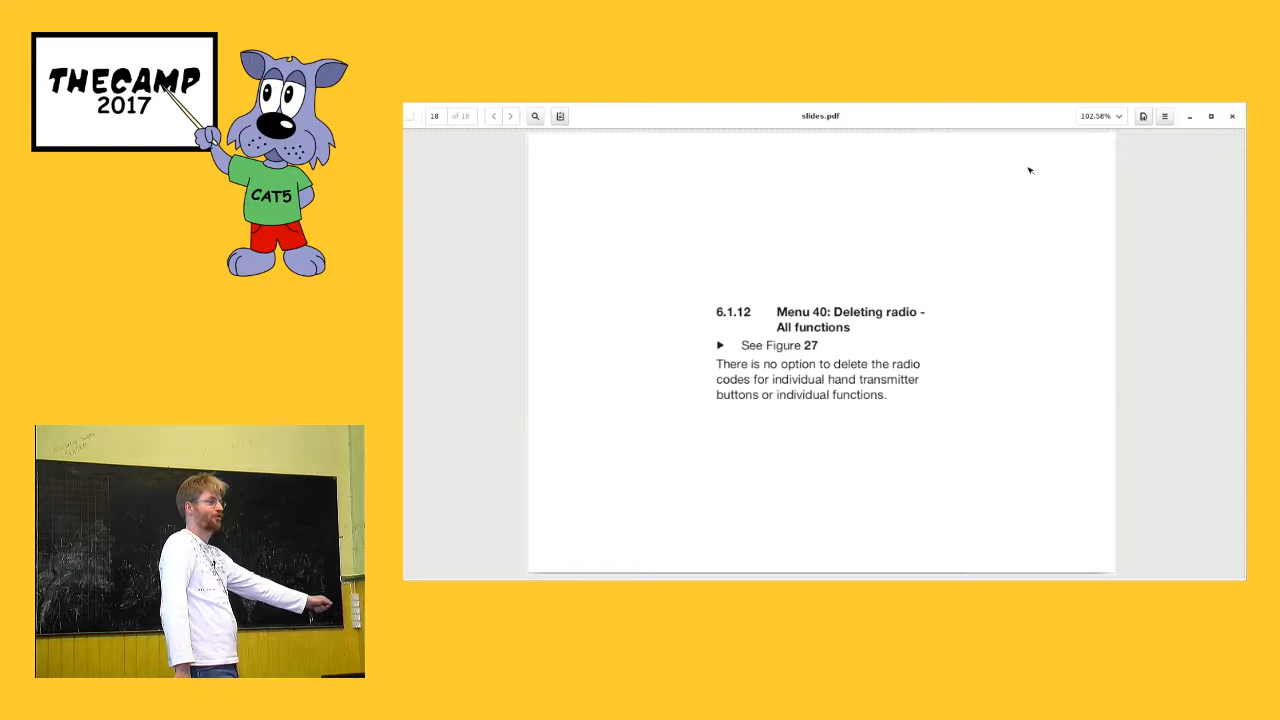 THECAMP
2017
CAT5
18 of 18
slides.pdf
102.58%
6.1.12 Menu 40: Deleting radio -
All functions
► See Figure 27
There is no option to delete the radio
codes for individual hand transmitter
buttons or individual functions.